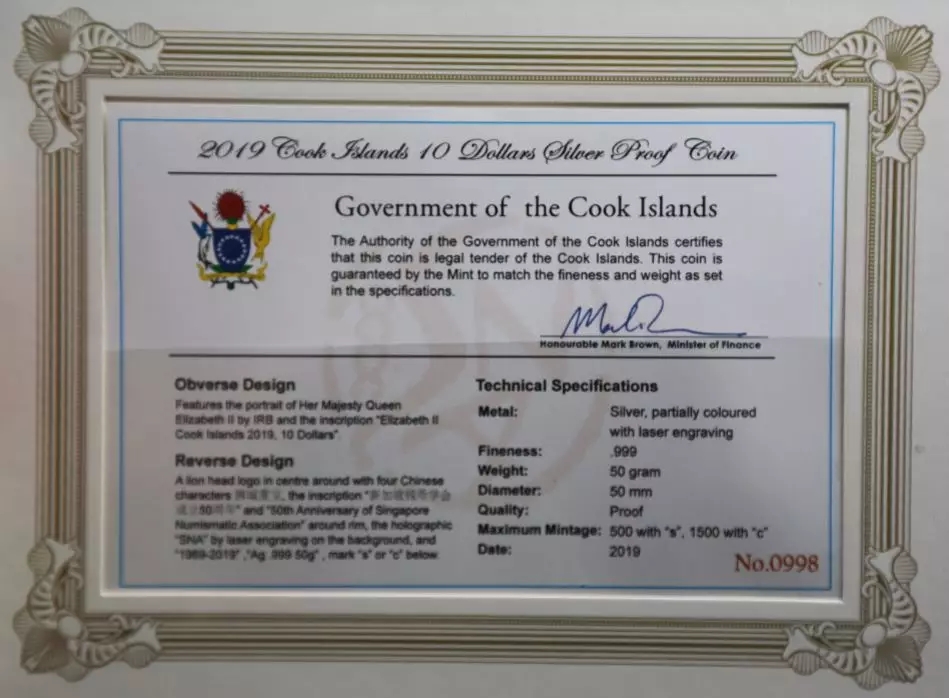 2019 Cook Islands 10 Dollars Silver Proof Coin
Government of the Cook Islands
The Authority of the Government of the Cook Islands certifies
that this coin is legal tender of the Cook Islands. This coin is
guaranteed by the Mint to match the fineness and weight as set
in the specifications.
Honourable Mark Brown, Minister of Finance
Obverse Design
Features the portrait of Her Majesty Queen
Elizabeth II by IRB and the inscription "Elizabeth II
Cook Islands 2019, 10 Dollars"
Reverse Design
A lion head logo in centre around with four Chinese
characters , the inscription "
50 " and "50th Anniversary of Singapore
Numismatic Association" around rim, the holographic
"SNA" by laser engraving on the background, and
"1969-2019" ,"Ag .999 50g" , mark "s" or "c" below.
Technical Specifications
Metal: Silver, partially coloured
with laser engraving
Fineness: .999
Weight: 50 gram
Diameter: 50 mm
Quality: Proof
Maximum Mintage: 500 with "s", 1500 with "c"
Date: 2019
No.0998